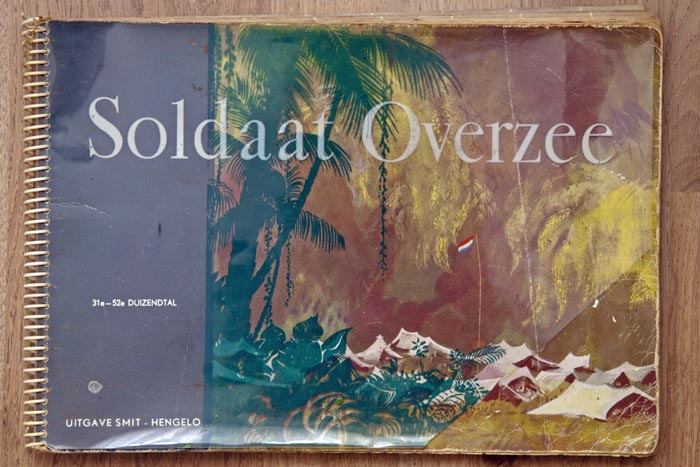 Soldaat Overzee
31e–52e DUIZENDTAL
UITGAVE SMIT - HENGELO